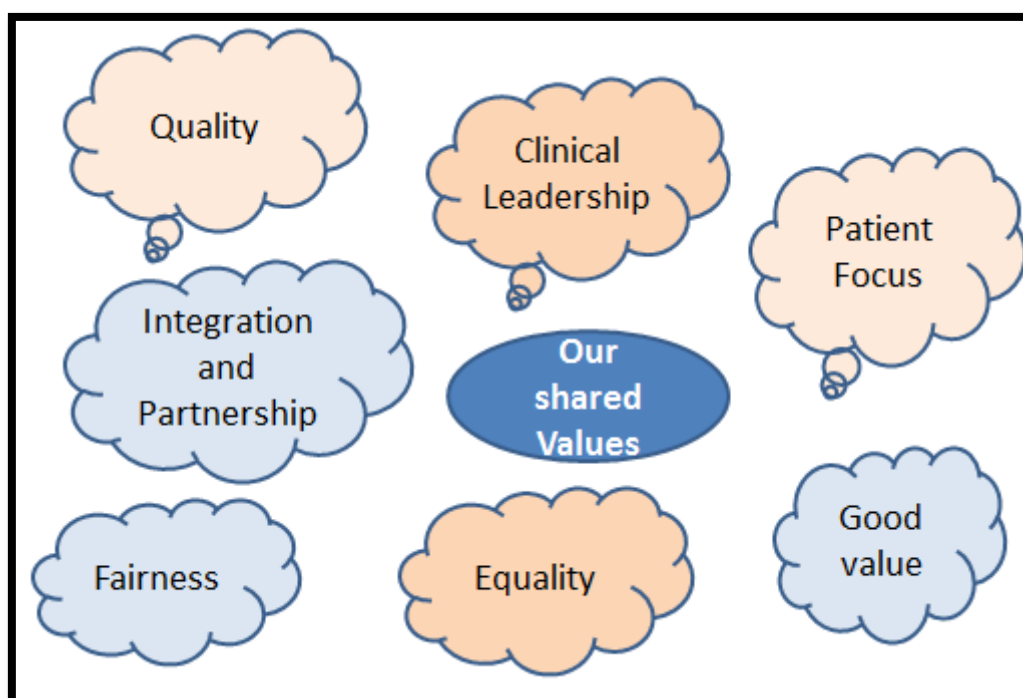 Quality
Clinical
Leadership
Patient
Focus
Integration
and
Partnership
Our
shared
Values
Good
value
Fairness
Equality